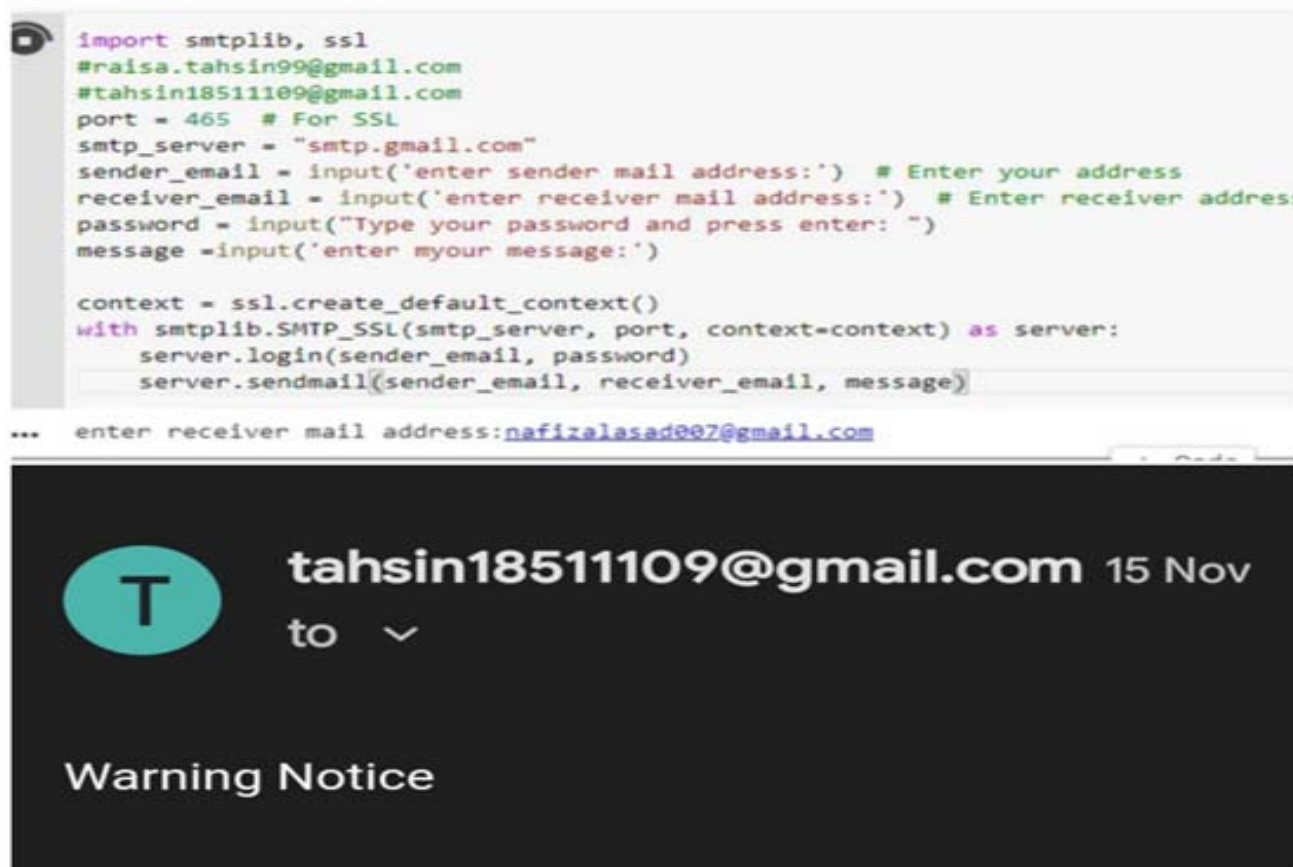 import smtplib, ssl
#raisa.tahsin99@gmail.com
#tahsin18511109@gmail.com
port = 465  # For SSL
smtp_server = "smtp.gmail.com"
sender_email = input('enter sender mail address:')  # Enter your address
receiver_email = input('enter receiver mail address:')  # Enter receiver addres
password = input("Type your password and press enter: ")
message =input('enter myour message:')
context = ssl.create_default_context()
with smtplib.SMTP_SSL(smtp_server, port, context=context) as server:
    server.login(sender_email, password)
    server.sendmail(sender_email, receiver_email, message)
... enter receiver mail address:nafizalasad007@gmail.com
T
tahsin18511109@gmail.com 15 Nov
to
Warning Notice